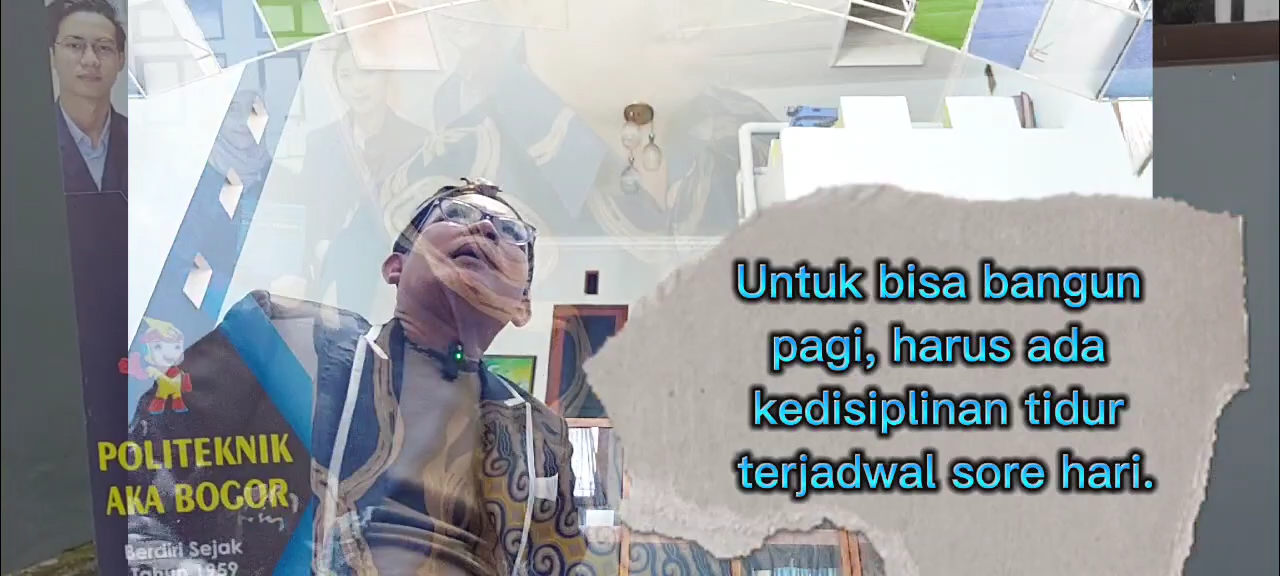 Untuk bisa bangun
pagi, harus ada
kedisiplinan tidur
terjadwal sore hari.
POLITEKNIK
AKA BOGOR
Berdiri Sejak
Tahun 1959